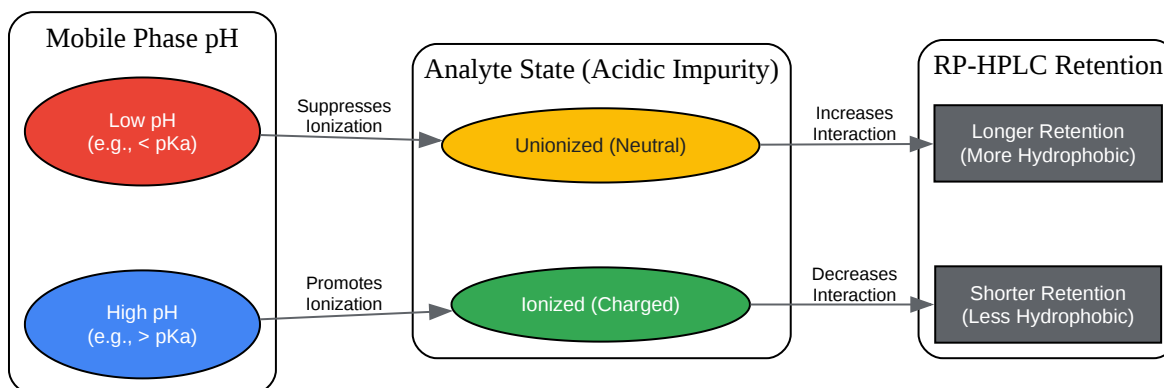 Mobile Phase pH
Low pH
(e.g., < pKa)
High pH
(e.g., > pKa)
Suppresses
Ionization
Promotes
Ionization
Analyte State (Acidic Impurity)
Unionized (Neutral)
Ionized (Charged)
Increases
Interaction
Decreases
Interaction
RP-HPLC Retention
Longer Retention
(More Hydrophobic)
Shorter Retention
(Less Hydrophobic)